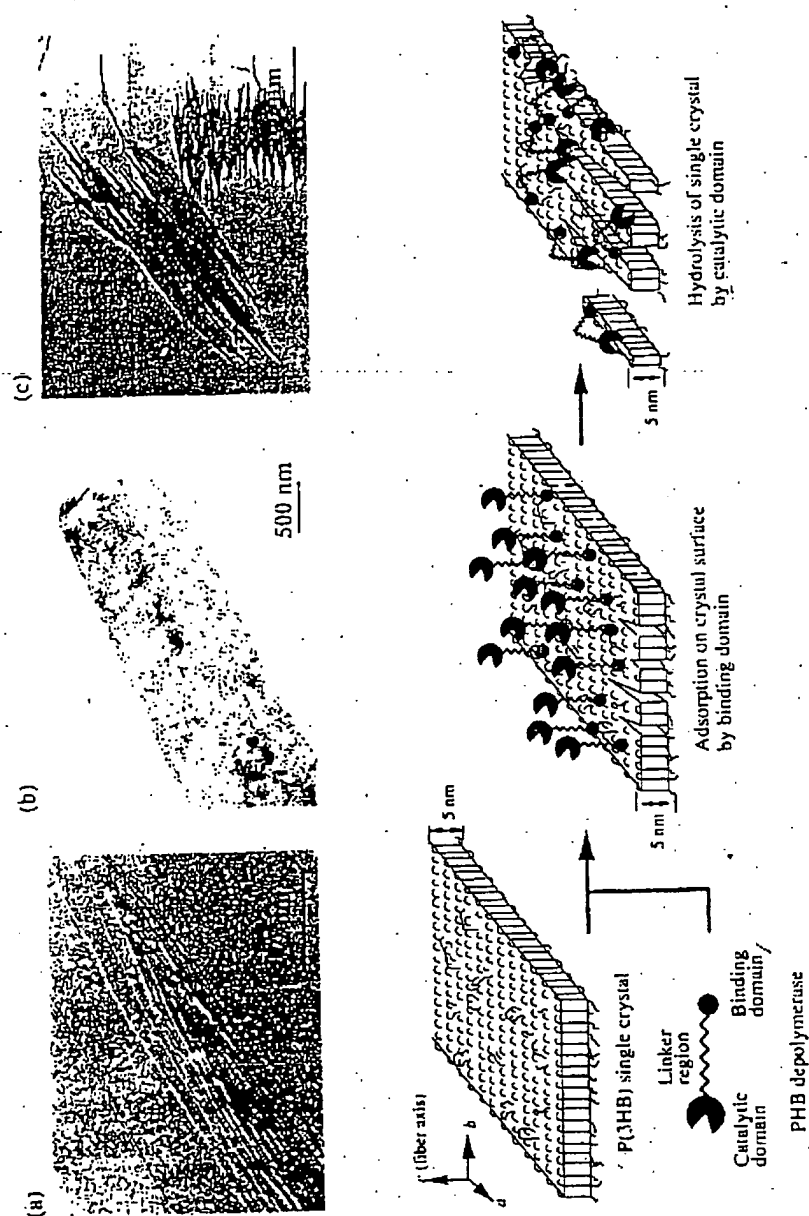 (a)
(b)
500 nm
(c)
(fiber axis)
b
a
5 nm
P(3HB) single crystal
Linker
region
Catalytic
domain
Binding
domain
PHB depolymerase
5 nm
Adsorption on crystal surface
by binding domain
5 nm
Hydrolysis of single crystal
by catalytic domain